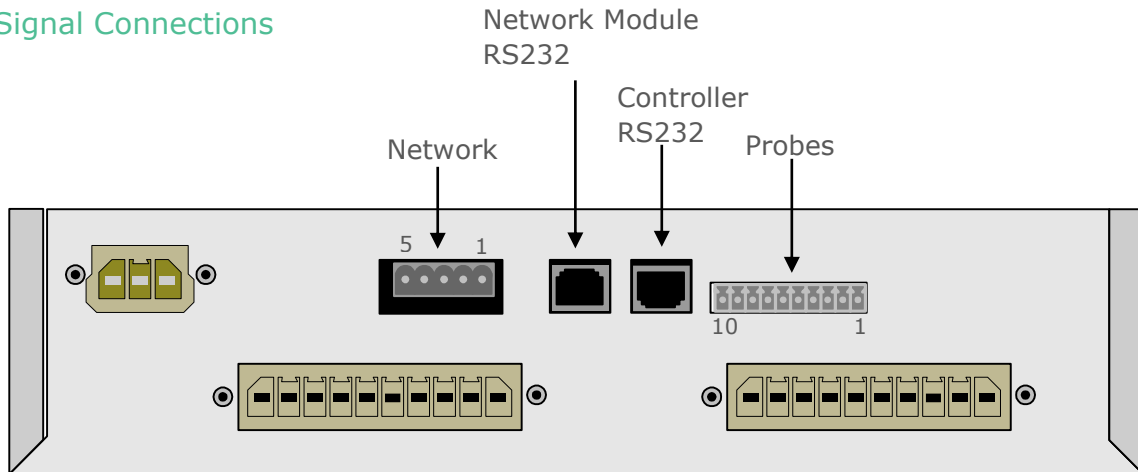 Signal Connections
Network Module
RS232
Controller
RS232
Network
Probes
5 1
10 1